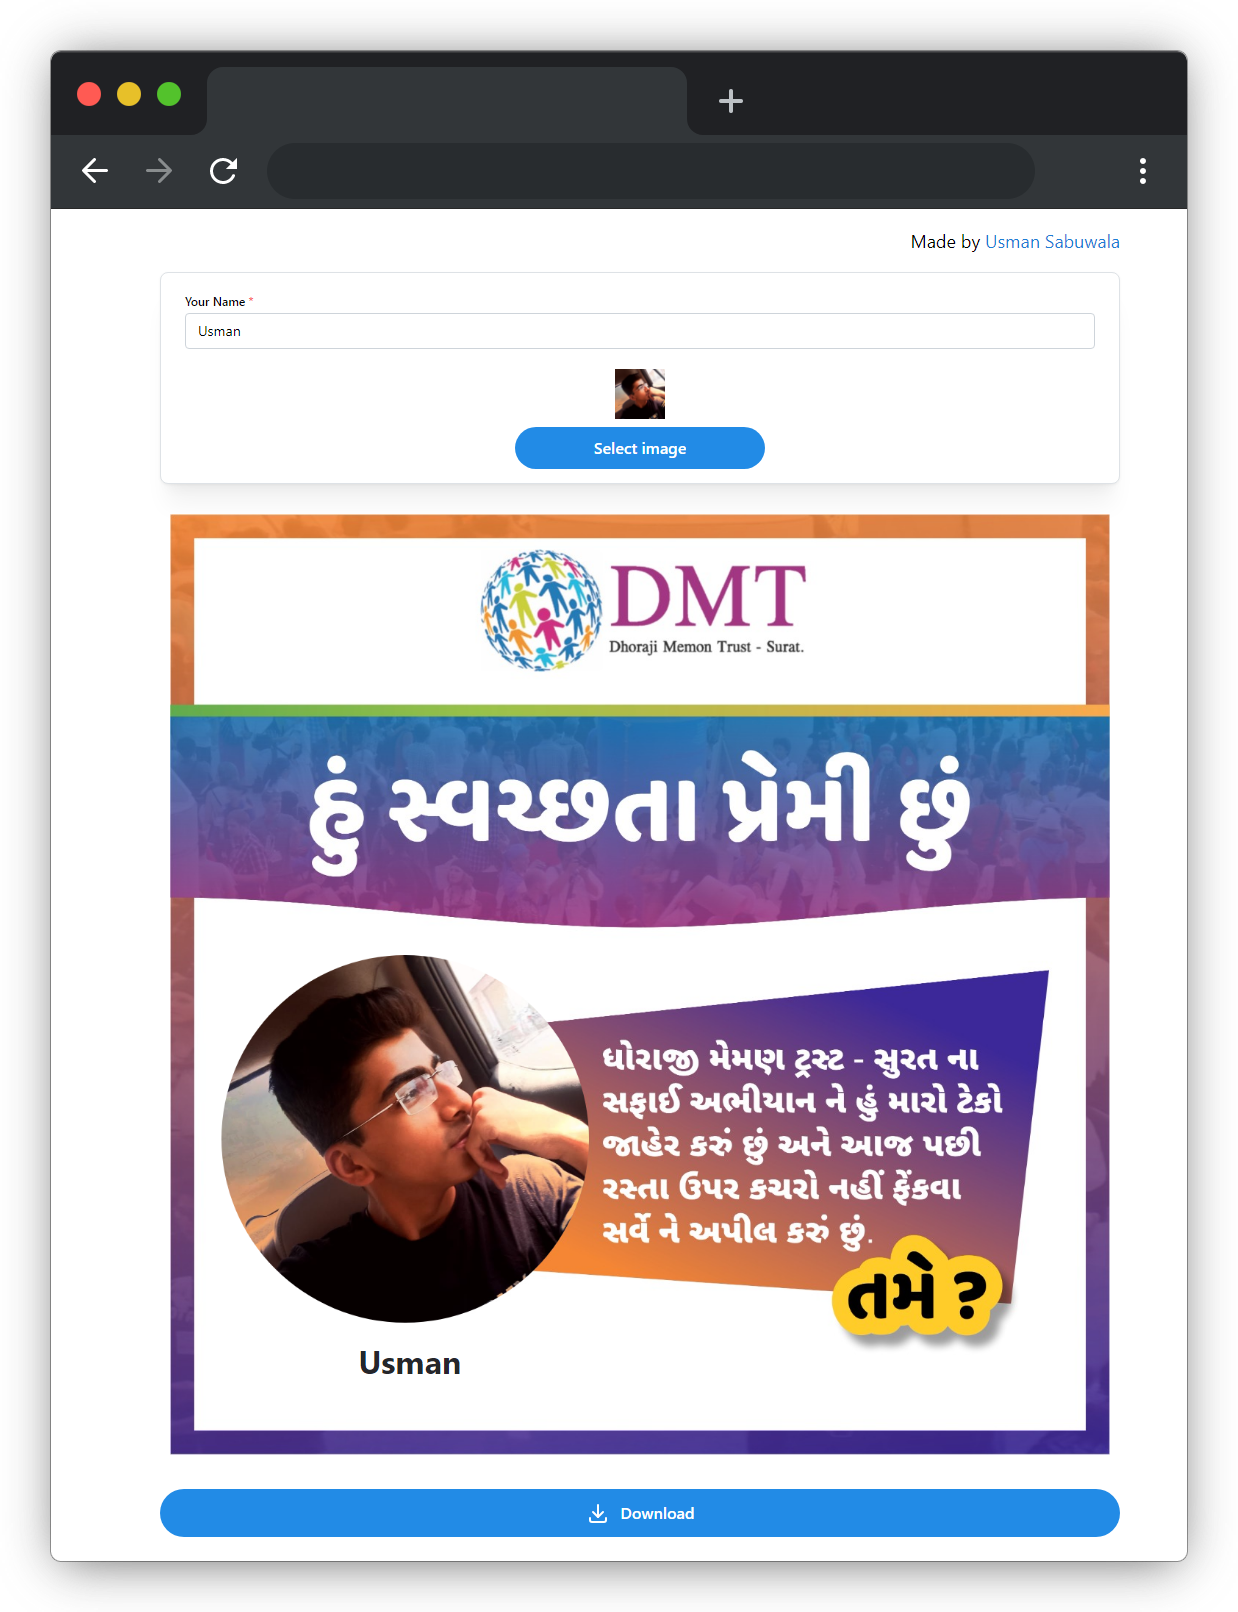 Made by Usman Sabuwala
Your Name *
Usman
Select image
DMT
Dhoraji Memon Trust - Surat.
હું સ્વચ્છતા પ્રેમી છું
ધોરાજી મેમણ ટ્રસ્ટ - સુરત ના
સફાઈ અભીયાન ને હું મારો ટેકો
જાહેર કરું છું અને આજ પછી
રસ્તા ઉપર કચરો નહીં ફેંકવા
સર્વે ને અપીલ કરું છું.
તમે ?
Usman
Download